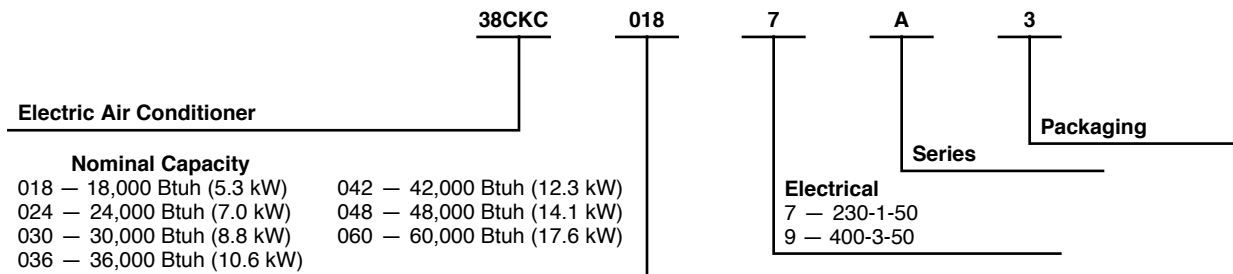 38CKC 018 7 A 3
Electric Air Conditioner
Packaging
Series
Nominal Capacity
018 — 18,000 Btuh (5.3 kW) 042 — 42,000 Btuh (12.3 kW)
024 — 24,000 Btuh (7.0 kW) 048 — 48,000 Btuh (14.1 kW)
030 — 30,000 Btuh (8.8 kW) 060 — 60,000 Btuh (17.6 kW)
036 — 36,000 Btuh (10.6 kW)
Electrical
7 — 230-1-50
9 — 400-3-50